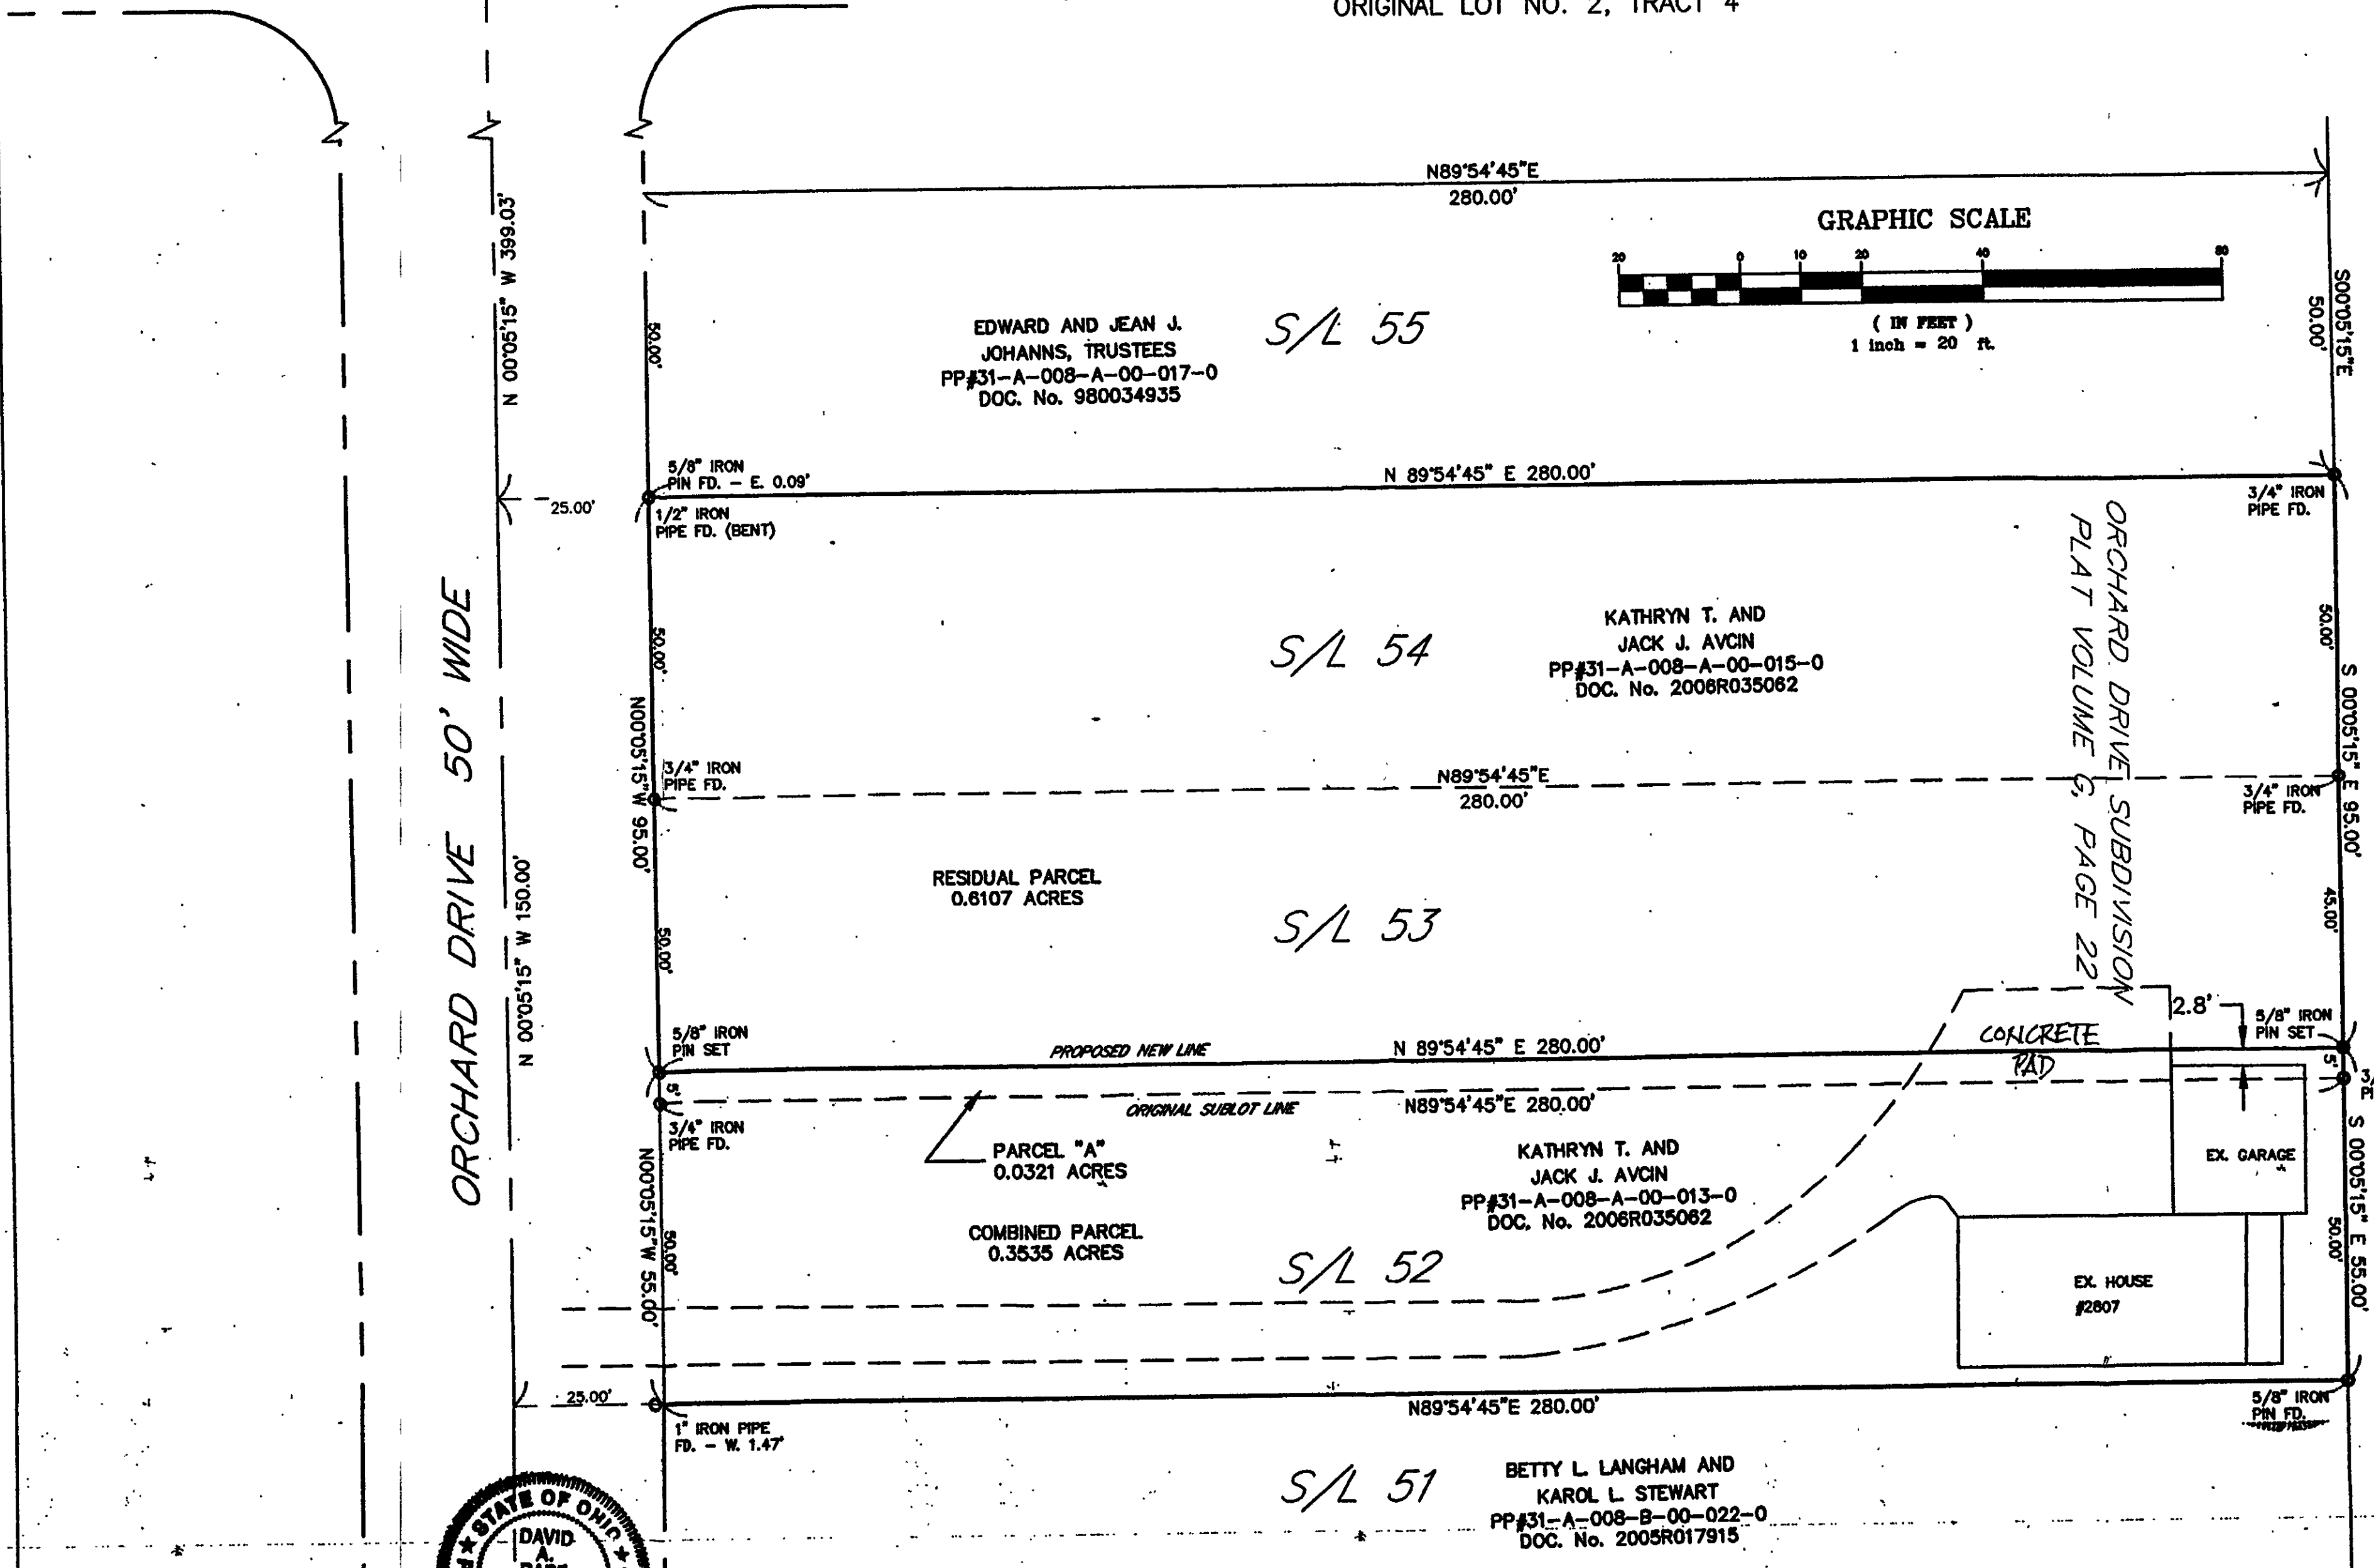 ORIGINAL LOT NO. 2, TRACT 4
N89°54'45"E
280.00'
GRAPHIC SCALE
20 0 10 20 40 80
( IN FEET )
1 inch = 20 ft.
N 00°05'15" W 399.03'
50.00'
S00°05'15"E
50.00'
EDWARD AND JEAN J.
JOHANNS, TRUSTEES
PP#31-A-008-A-00-017-0
DOC. No. 980034935
S/L 55
5/8" IRON
PIN FD. - E. 0.09'
N 89°54'45" E 280.00'
25.00'
1/2" IRON
PIPE FD. (BENT)
3/4" IRON
PIPE FD.
ORCHARD DRIVE SUBDIVISION
PLAT VOLUME G, PAGE 22
ORCHARD DRIVE 50' WIDE
50.00'
S/L 54
KATHRYN T. AND
JACK J. AVCIN
PP#31-A-008-A-00-015-0
DOC. No. 2006R035062
50.00'
N00°05'15"W 95.00'
S 00°05'15" E 95.00'
3/4" IRON
PIPE FD.
N89°54'45"E
280.00'
3/4" IRON
PIPE FD.
N 00°05'15" W 150.00'
RESIDUAL PARCEL
0.6107 ACRES
S/L 53
50.00'
45.00'
2.8'
5/8" IRON
PIN SET
5/8" IRON
PIN SET
PROPOSED NEW LINE
N 89°54'45" E 280.00'
CONCRETE
PAD
5'
5'
ORIGINAL SUBLOT LINE
N89°54'45"E 280.00'
3/4" IRON
PIPE FD.
PARCEL "A"
0.0321 ACRES
KATHRYN T. AND
JACK J. AVCIN
PP#31-A-008-A-00-013-0
DOC. No. 2006R035062
EX. GARAGE
N00°05'15"W 55.00'
50.00'
COMBINED PARCEL
0.3535 ACRES
S/L 52
EX. HOUSE
#2807
50.00'
S 00°05'15" E 55.00'
25.00'
N89°54'45"E 280.00'
1" IRON PIPE
FD. - W. 1.47'
5/8" IRON
PIN FD.
S/L 51
BETTY L. LANGHAM AND
KAROL L. STEWART
PP#31-A-008-B-00-022-0
DOC. No. 2005R017915
STATE OF OHIO
DAVID
A.